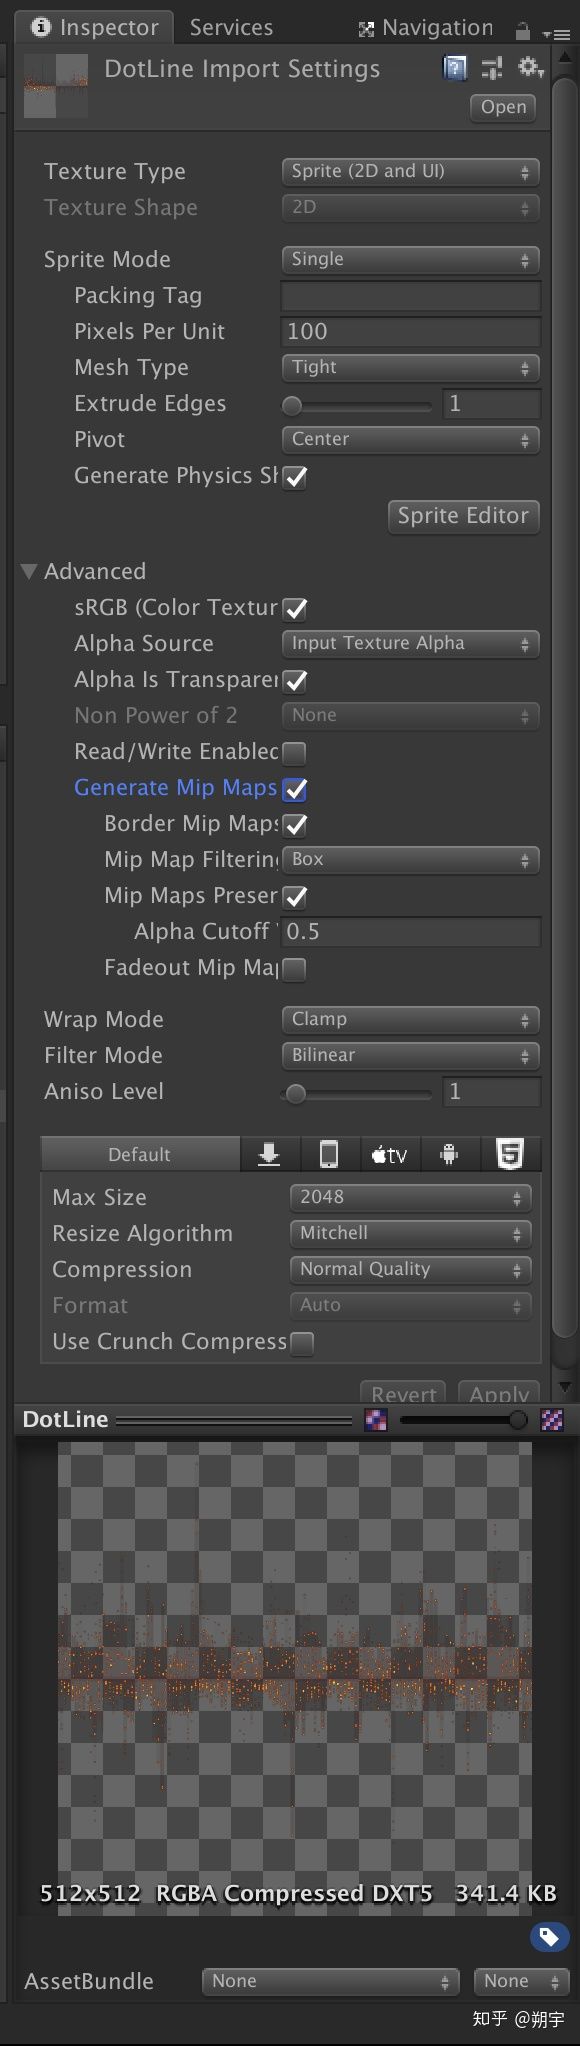 Inspector Services Navigation
DotLine Import Settings
Open
Texture Type Sprite (2D and UI)
Texture Shape 2D
Sprite Mode Single
Packing Tag
Pixels Per Unit 100
Mesh Type Tight
Extrude Edges 1
Pivot Center
Generate Physics Sh
Sprite Editor
Advanced
sRGB (Color Textur
Alpha Source Input Texture Alpha
Alpha Is Transparen
Non Power of 2 None
Read/Write Enabled
Generate Mip Maps
Border Mip Maps
Mip Map Filtering Box
Mip Maps Preser
Alpha Cutoff 0.5
Fadeout Mip Map
Wrap Mode Clamp
Filter Mode Bilinear
Aniso Level 1
Default tv
Max Size 2048
Resize Algorithm Mitchell
Compression Normal Quality
Format Auto
Use Crunch Compress
Revert Apply
DotLine
512x512 RGBA Compressed DXT5 341.4 KB
AssetBundle None None
知乎 @朔宇